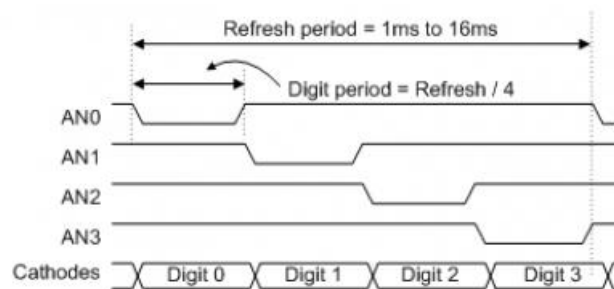 Refresh period = 1ms to 16ms
Digit period = Refresh / 4
AN0
AN1
AN2
AN3
Cathodes Digit 0 Digit 1 Digit 2 Digit 3